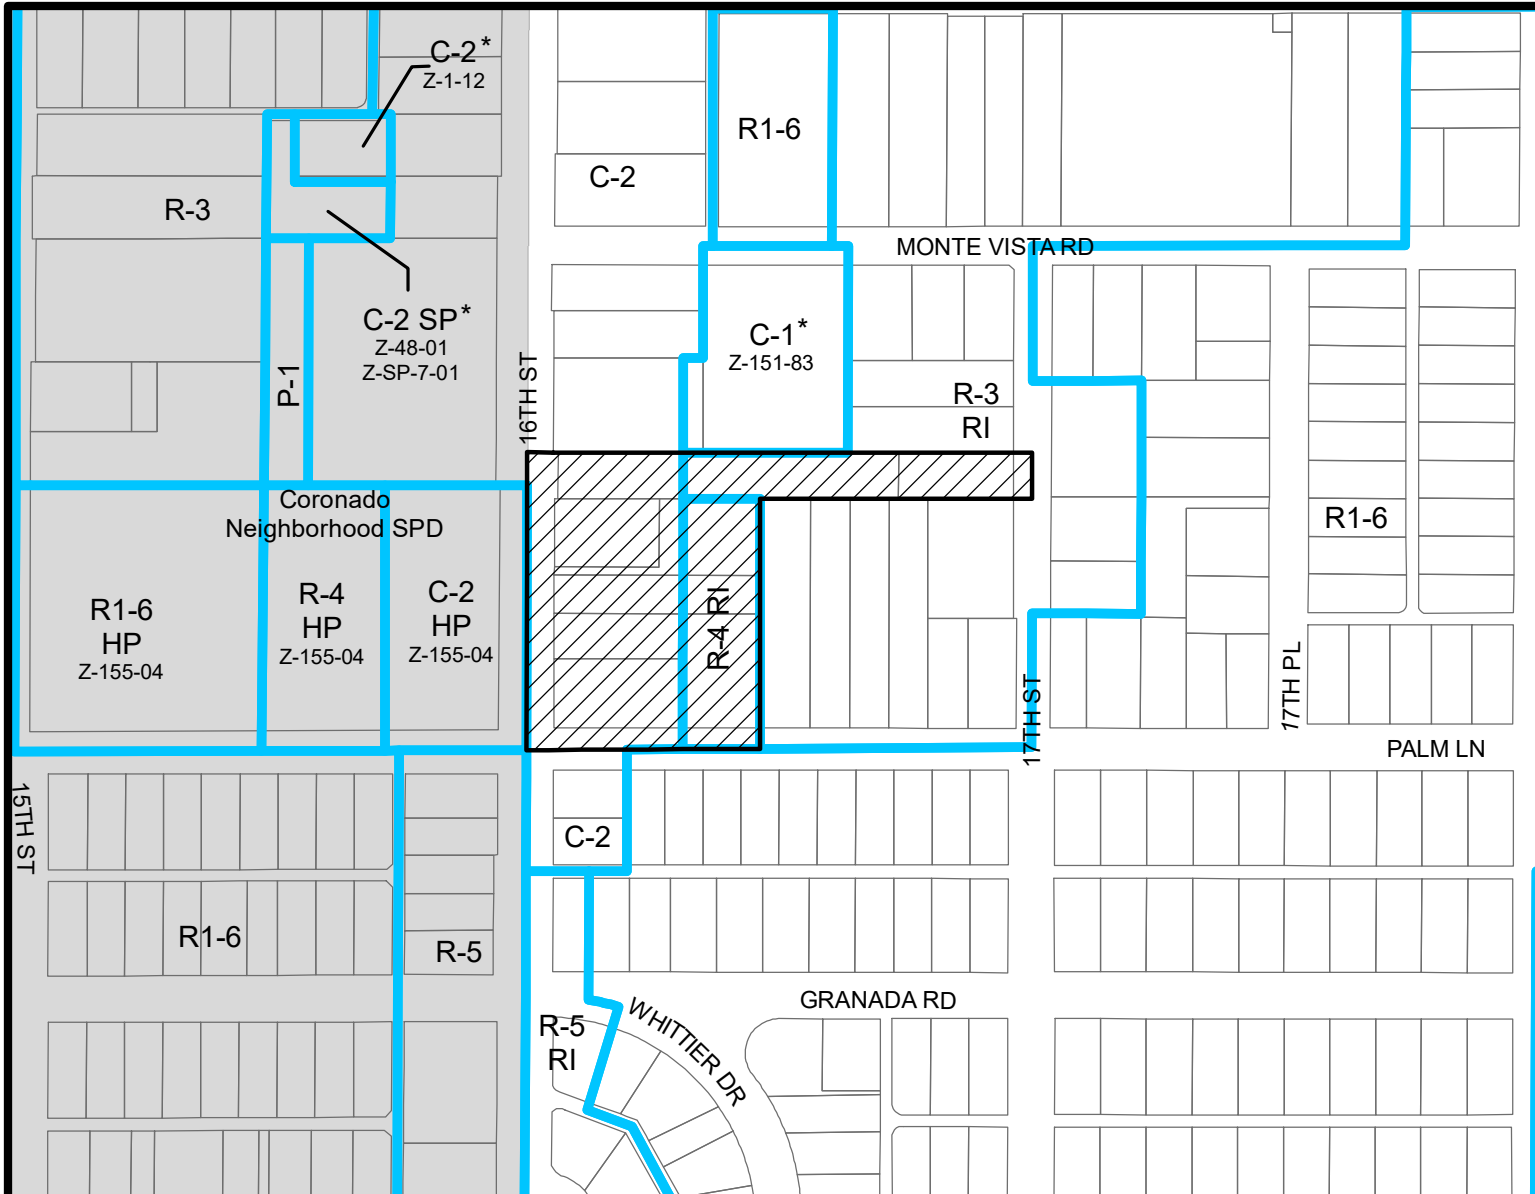 C-2*
Z-1-12
R1-6
C-2
R-3
MONTE VISTA RD
C-2 SP*
Z-48-01
Z-SP-7-01
C-1*
Z-151-83
P-1
16TH ST
R-3
RI
Coronado
Neighborhood SPD
R1-6
R1-6
HP
Z-155-04
R-4
HP
Z-155-04
C-2
HP
Z-155-04
R-4 RI
17TH ST
17TH PL
PALM LN
15TH ST
C-2
R1-6
R-5
GRANADA RD
R-5
RI
WHITTIER DR